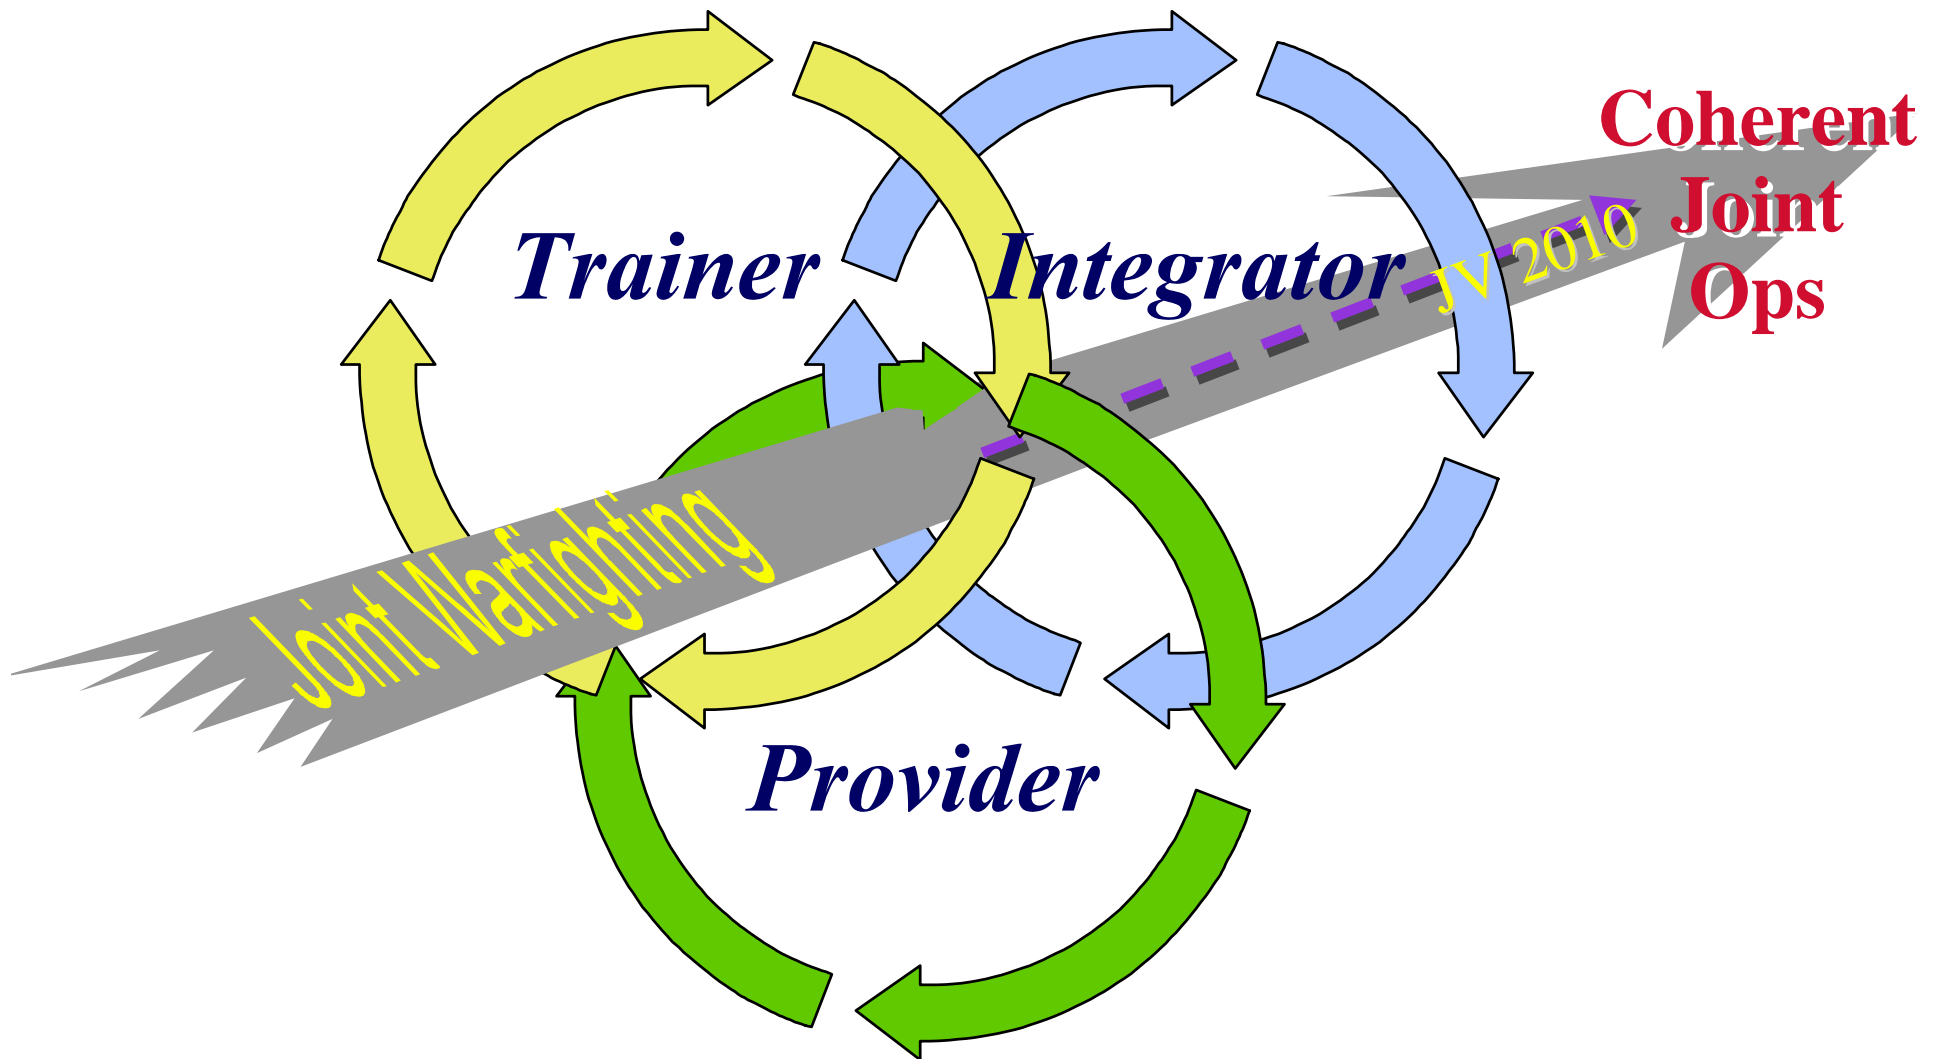 Coherent
Joint
Ops
JV 2010
Trainer
Integrator
Joint Warfighting
Provider